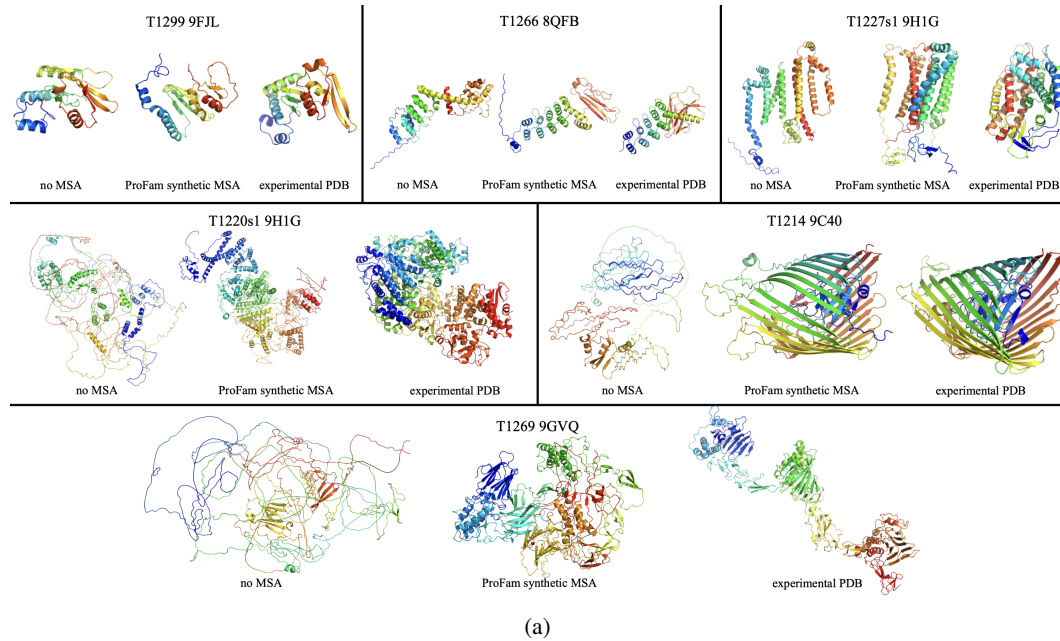 T1299 9FJL
no MSA
ProFam synthetic MSA
experimental PDB
T1266 8QFB
no MSA
ProFam synthetic MSA
experimental PDB
T1227s1 9H1G
no MSA
ProFam synthetic MSA
experimental PDB
T1220s1 9H1G
no MSA
ProFam synthetic MSA
experimental PDB
T1214 9C40
no MSA
ProFam synthetic MSA
experimental PDB
T1269 9GVQ
no MSA
ProFam synthetic MSA
experimental PDB
(a)